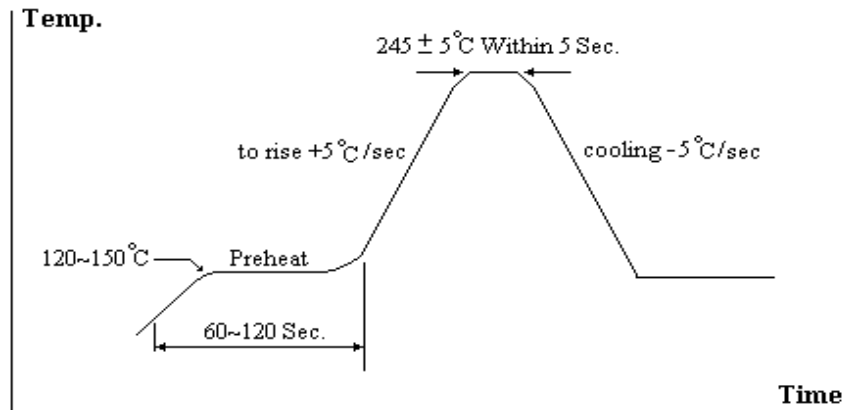 Temp.
245 ± 5°C Within 5 Sec.
to rise +5°C/sec
cooling -5°C/sec
120~150°C
Preheat
60~120 Sec.
Time